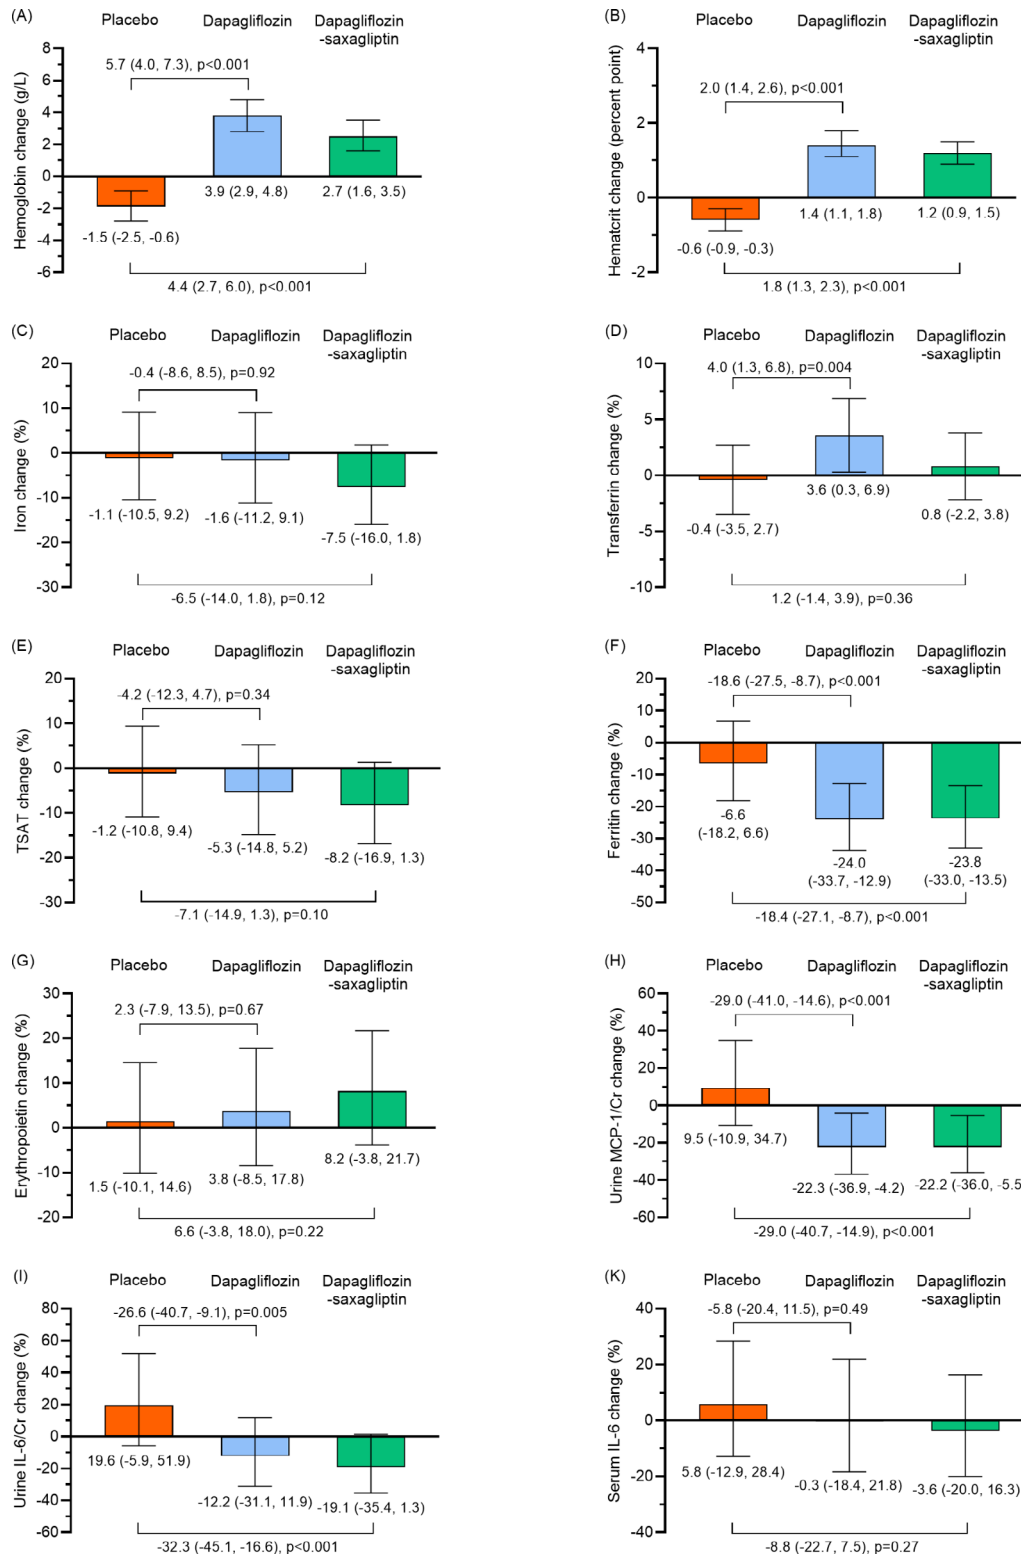 (A)
Placebo
Dapagliflozin
Dapagliflozin
-saxagliptin
Hemoglobin change (g/L)
8
6
4
2
0
-2
-4
-6
5.7 (4.0, 7.3), p<0.001
3.9 (2.9, 4.8)
2.7 (1.6, 3.5)
-1.5 (-2.5, -0.6)
4.4 (2.7, 6.0), p<0.001
(B)
Placebo
Dapagliflozin
Dapagliflozin
-saxagliptin
Hematcrit change (percent point)
4
2
0
-2
2.0 (1.4, 2.6), p<0.001
1.4 (1.1, 1.8)
1.2 (0.9, 1.5)
-0.6 (-0.9, -0.3)
1.8 (1.3, 2.3), p<0.001
(C)
Placebo
Dapagliflozin
Dapagliflozin
-saxagliptin
Iron change (%)
20
10
0
-10
-20
-30
-0.4 (-8.6, 8.5), p=0.92
-1.1 (-10.5, 9.2)
-1.6 (-11.2, 9.1)
-7.5 (-16.0, 1.8)
-6.5 (-14.0, 1.8), p=0.12
(D)
Placebo
Dapagliflozin
Dapagliflozin
-saxagliptin
Transferrin change (%)
10
5
0
-5
-10
4.0 (1.3, 6.8), p=0.004
3.6 (0.3, 6.9)
-0.4 (-3.5, 2.7)
0.8 (-2.2, 3.8)
1.2 (-1.4, 3.9), p=0.36
(E)
Placebo
Dapagliflozin
Dapagliflozin
-saxagliptin
TSAT change (%)
20
10
0
-10
-20
-30
-4.2 (-12.3, 4.7), p=0.34
-1.2 (-10.8, 9.4)
-5.3 (-14.8, 5.2)
-8.2 (-16.9, 1.3)
-7.1 (-14.9, 1.3), p=0.10
(F)
Placebo
Dapagliflozin
Dapagliflozin
-saxagliptin
Ferritin change (%)
20
10
0
-10
-20
-30
-40
-50
-18.6 (-27.5, -8.7), p<0.001
-6.6
(-18.2, 6.6)
-24.0
(-33.7, -12.9)
-23.8
(-33.0, -13.5)
-18.4 (-27.1, -8.7), p<0.001
(G)
Placebo
Dapagliflozin
Dapagliflozin
-saxagliptin
Erythropoietin change (%)
30
20
10
0
-10
-20
2.3 (-7.9, 13.5), p=0.67
1.5 (-10.1, 14.6)
3.8 (-8.5, 17.8)
8.2 (-3.8, 21.7)
6.6 (-3.8, 18.0), p=0.22
(H)
Placebo
Dapagliflozin
Dapagliflozin
-saxagliptin
Urine MCP-1/Cr change (%)
60
40
20
0
-20
-40
-60
-29.0 (-41.0, -14.6), p<0.001
9.5 (-10.9, 34.7)
-22.3 (-36.9, -4.2)
-22.2 (-36.0, -5.5
-29.0 (-40.7, -14.9), p<0.001
(I)
Placebo
Dapagliflozin
Dapagliflozin
-saxagliptin
Urine IL-6/Cr change (%)
80
60
40
20
0
-20
-40
-60
-26.6 (-40.7, -9.1), p=0.005
19.6 (-5.9, 51.9)
-12.2 (-31.1, 11.9)
-19.1 (-35.4, 1.3)
-32.3 (-45.1, -16.6), p<0.001
(K)
Placebo
Dapagliflozin
Dapagliflozin
-saxagliptin
Serum IL-6 change (%)
40
20
0
-20
-40
-5.8 (-20.4, 11.5), p=0.49
5.8 (-12.9, 28.4)
-0.3 (-18.4, 21.8)
-3.6 (-20.0, 16.3)
-8.8 (-22.7, 7.5), p=0.27